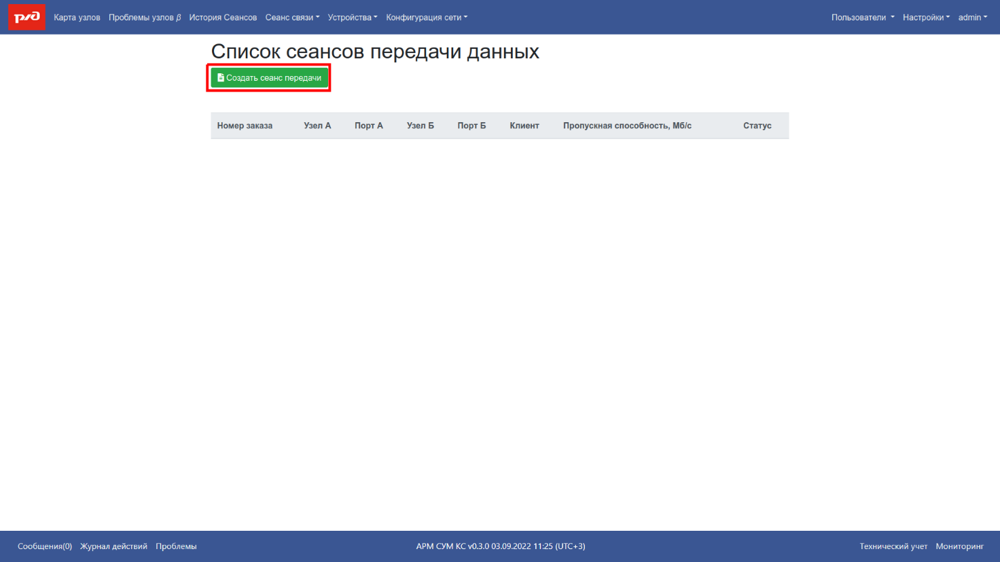 РЖД Карта узлов Проблемы узлов β История Сеансов Сеанс связи Устройства Конфигурация сети Пользователи Настройки admin
Список сеансов передачи данных
Создать сеанс передачи
Номер заказа Узел А Порт А Узел Б Порт Б Клиент Пропускная способность, Мб/с Статус
Сообщения(0) Журнал действий Проблемы АРМ СУМ КС v0.3.0 03.09.2022 11:25 (UTC+3) Технический учет Мониторинг